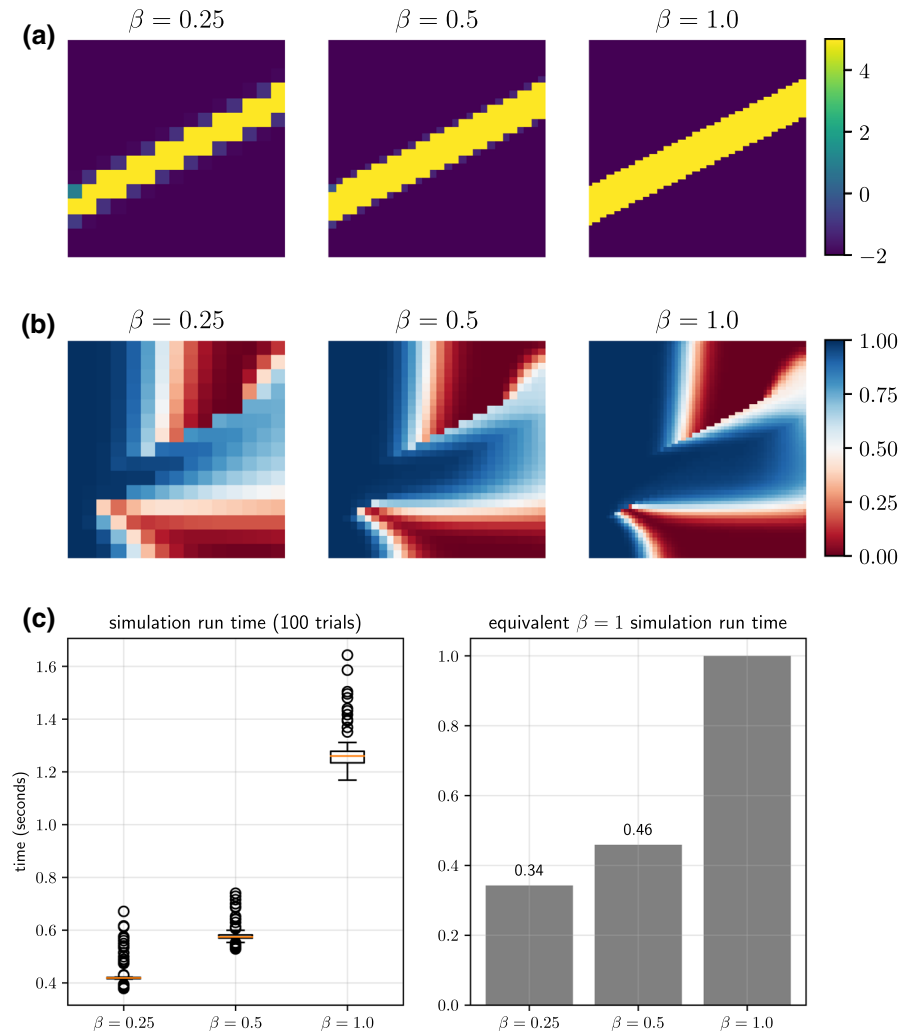 (a)
β = 0.25
β = 0.5
β = 1.0
4
2
0
−2
(b)
β = 0.25
β = 0.5
β = 1.0
1.00
0.75
0.50
0.25
0.00
(c)
simulation run time (100 trials)
time (seconds)
1.6
1.4
1.2
1.0
0.8
0.6
0.4
β = 0.25
β = 0.5
β = 1.0
equivalent β = 1 simulation run time
1.0
0.8
0.6
0.4
0.2
0.0
0.34
0.46
β = 0.25
β = 0.5
β = 1.0